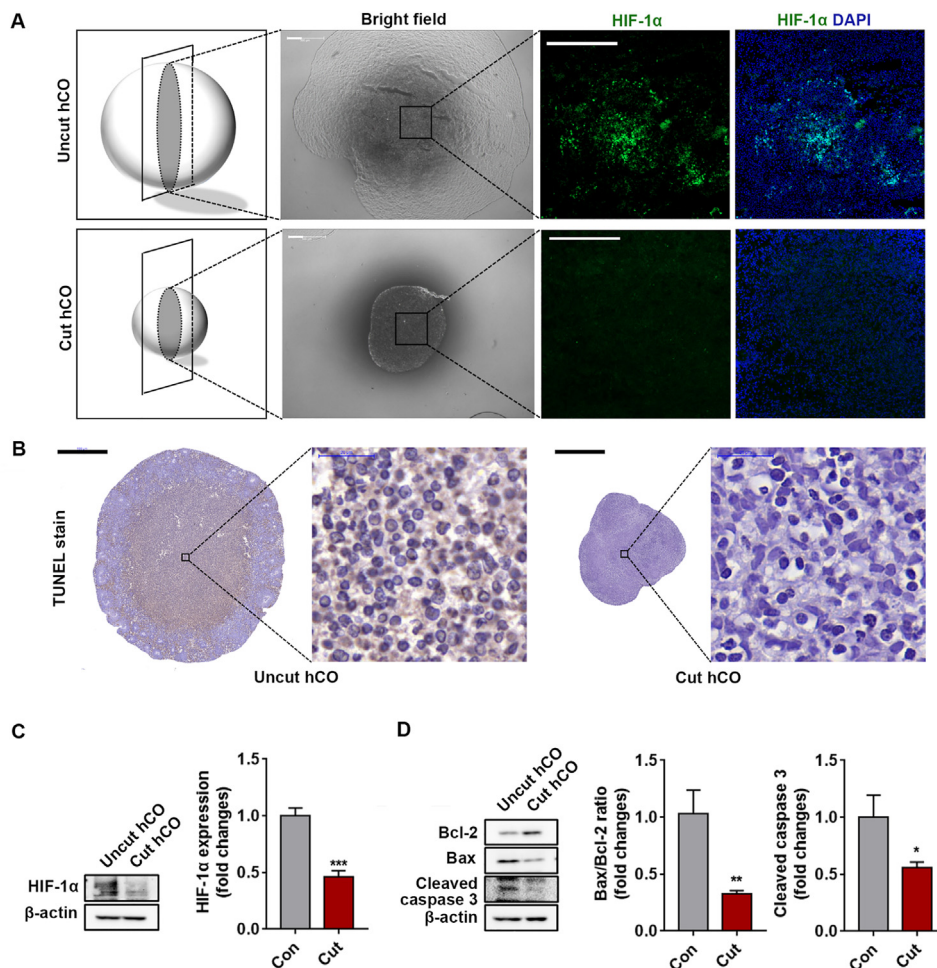 A
Bright field
HIF-1α
HIF-1α DAPI
Uncut hCO
Cut hCO
B
TUNEL stain
Uncut hCO
Cut hCO
C
Uncut hCO
Cut hCO
HIF-1α
β-actin
HIF-1α expression
(fold changes)
1.5
1.0
0.5
0.0
***
Con
Cut
D
Uncut hCO
Cut hCO
Bcl-2
Bax
Cleaved
caspase 3
β-actin
Bax/Bcl-2 ratio
(fold changes)
1.5
1.0
0.5
0.0
**
Con
Cut
Cleaved caspase 3
(fold changes)
1.5
1.0
0.5
0.0
*
Con
Cut